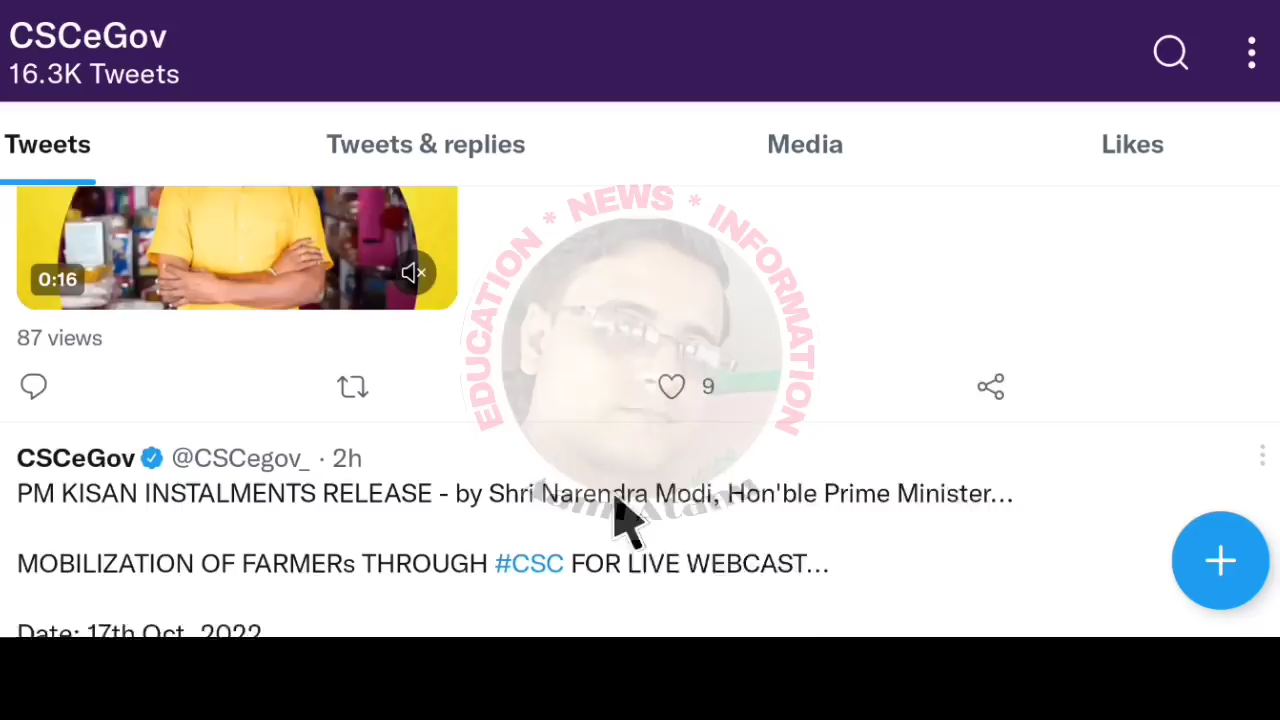 CSCeGov
16.3K Tweets
Tweets Tweets & replies Media Likes
EDUCATION * NEWS * INFORMATION
0:16
87 views
9
CSCeGov @CSCegov_ · 2h
PM KISAN INSTALMENTS RELEASE - by Shri Narendra Modi, Hon'ble Prime Minister...
MOBILIZATION OF FARMERs THROUGH #CSC FOR LIVE WEBCAST...
Date: 17th Oct, 2022